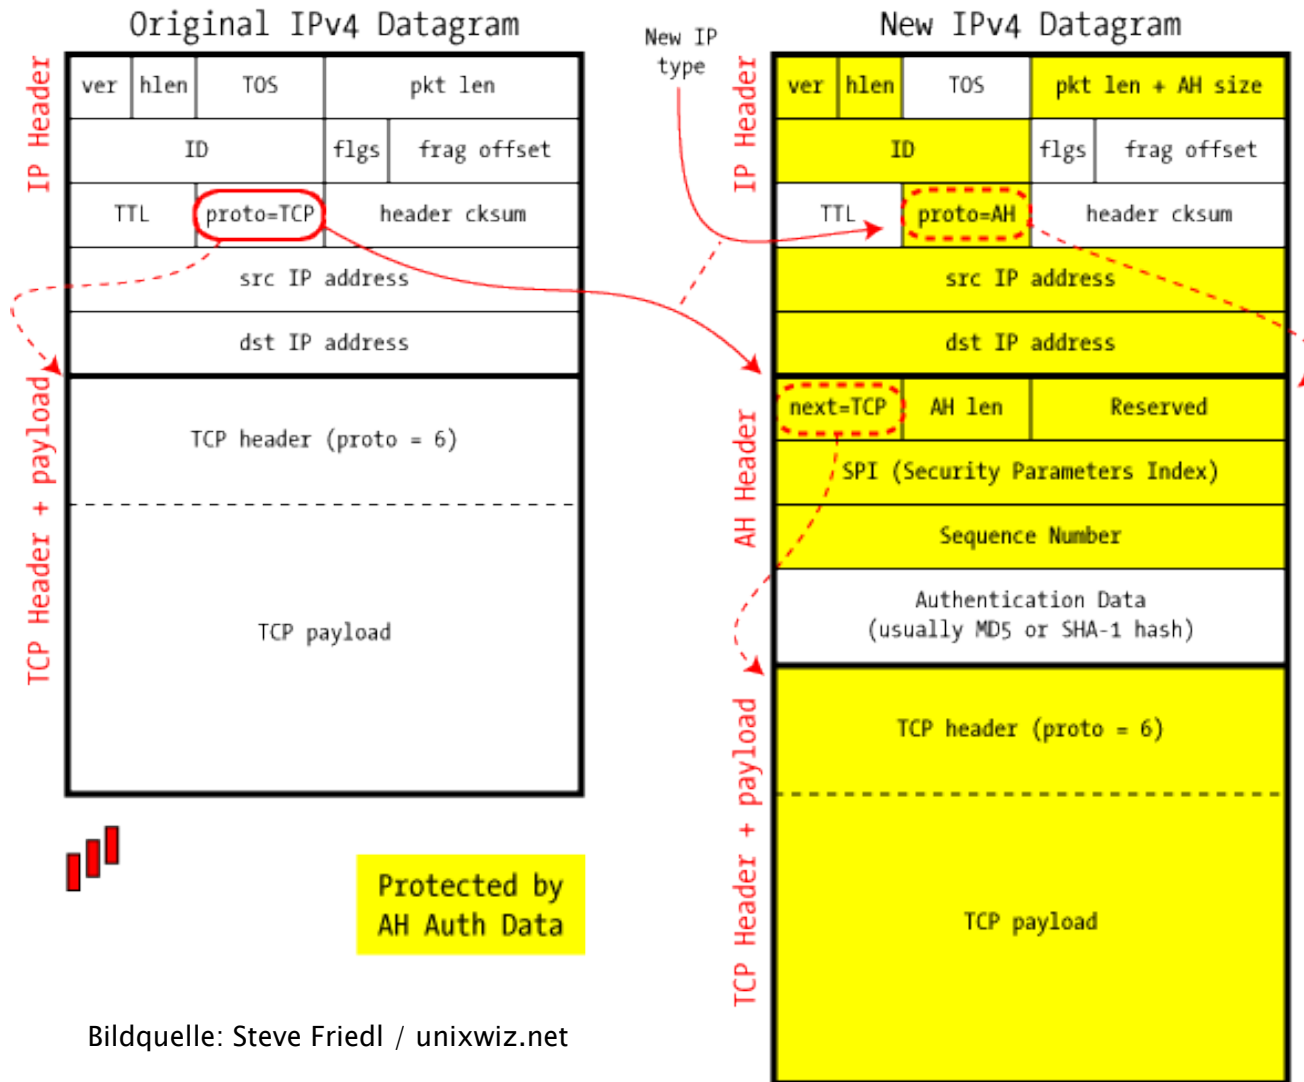 Original IPv4 Datagram
IP Header
ver hlen TOS pkt len
ID flgs frag offset
TTL proto=TCP header cksum
src IP address
dst IP address
TCP Header + payload
TCP header (proto = 6)
TCP payload
Protected by
AH Auth Data
Bildquelle: Steve Friedl / unixwiz.net
New IP
type
New IPv4 Datagram
IP Header
ver hlen TOS pkt len + AH size
ID flgs frag offset
TTL proto=AH header cksum
src IP address
dst IP address
AH Header
next=TCP AH len Reserved
SPI (Security Parameters Index)
Sequence Number
Authentication Data
(usually MD5 or SHA-1 hash)
TCP Header + payload
TCP header (proto = 6)
TCP payload